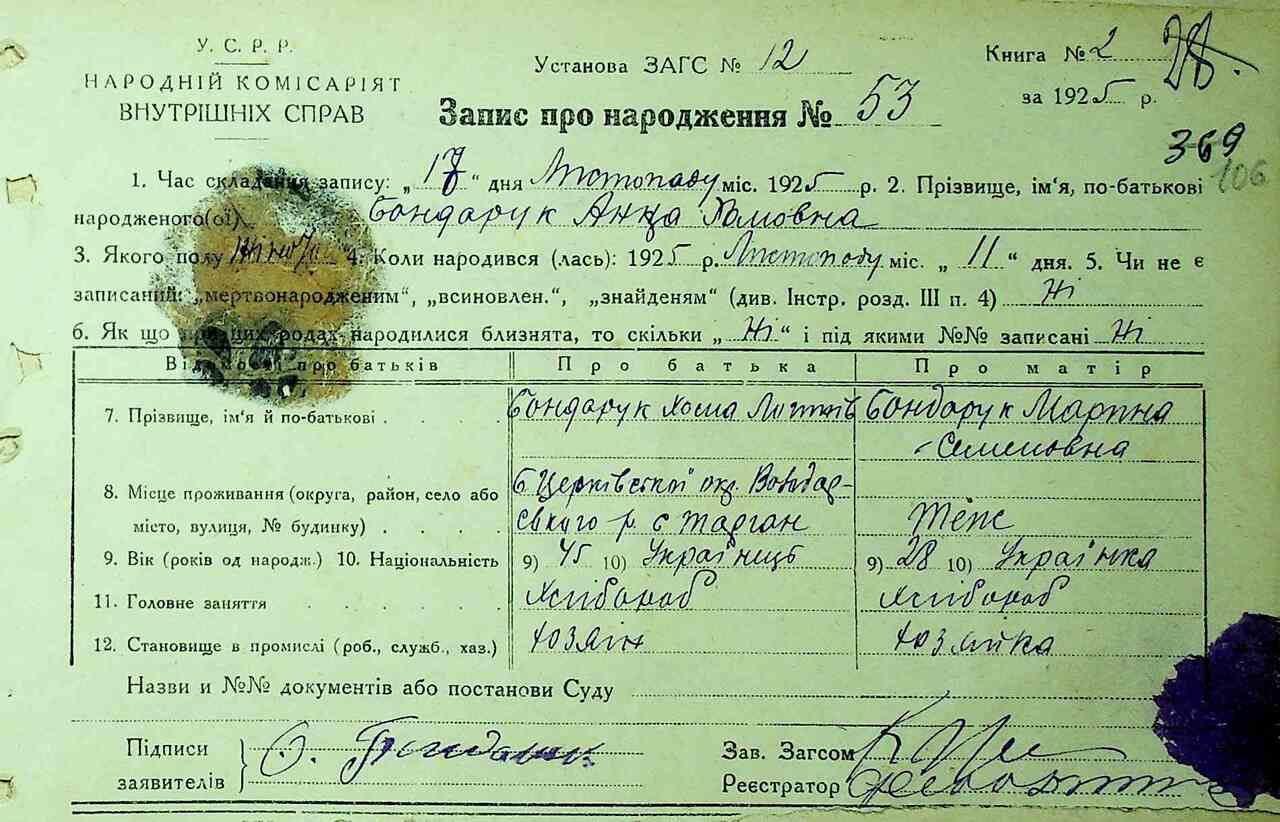 У. С. Р. Р.
НАРОДНІЙ КОМІСАРІЯТ
ВНУТРІШНІХ СПРАВ
Установа ЗАГС № 12
Книга № 2
за 1925 р.
28.
Запис про народження № 53
369
106
1. Час складення запису: „ 17 “ дня Листопаду міс. 1925 р. 2. Прізвище, ім‘я, по-батькові
народженого(ої) Бондарук Анна Хомовна
3. Якого полу жіночо 4. Коли народився (лась): 1925 р. Листопаду міс. „ 11 “ дня. 5. Чи не є
записаний: „мертвонародженим“, „всиновлен.“, „знайденям“ (див. Інстр. розд. III п. 4) Ні
6. Як що родах народилися близнята, то скільки „ Ні “ і під якими №№ записані Ні
Відомості про батьків Про батька Про матір
7. Прізвище, ім‘я й по-батькові . . . Бондарук Хома Бондарук Марина
Семеновна
8. Місце проживання (округа, район, село або
місто, вулиця, № будинку) . . . .
Б Церківської окр. Володар-
ського р. с Тарган Теж
9. Вік (років од народж.) 10. Національність 9) 45 10) Українець 9) 28 10) Українка
11. Головне заняття . . . . . Хлібороб Хлібороб
12. Становище в промислі (роб., служб., хаз.) Хозяїн Хозяйка
Назви и №№ документів або постанови Суду
Підписи
заявителів
Зав. Загсом
Реєстратор